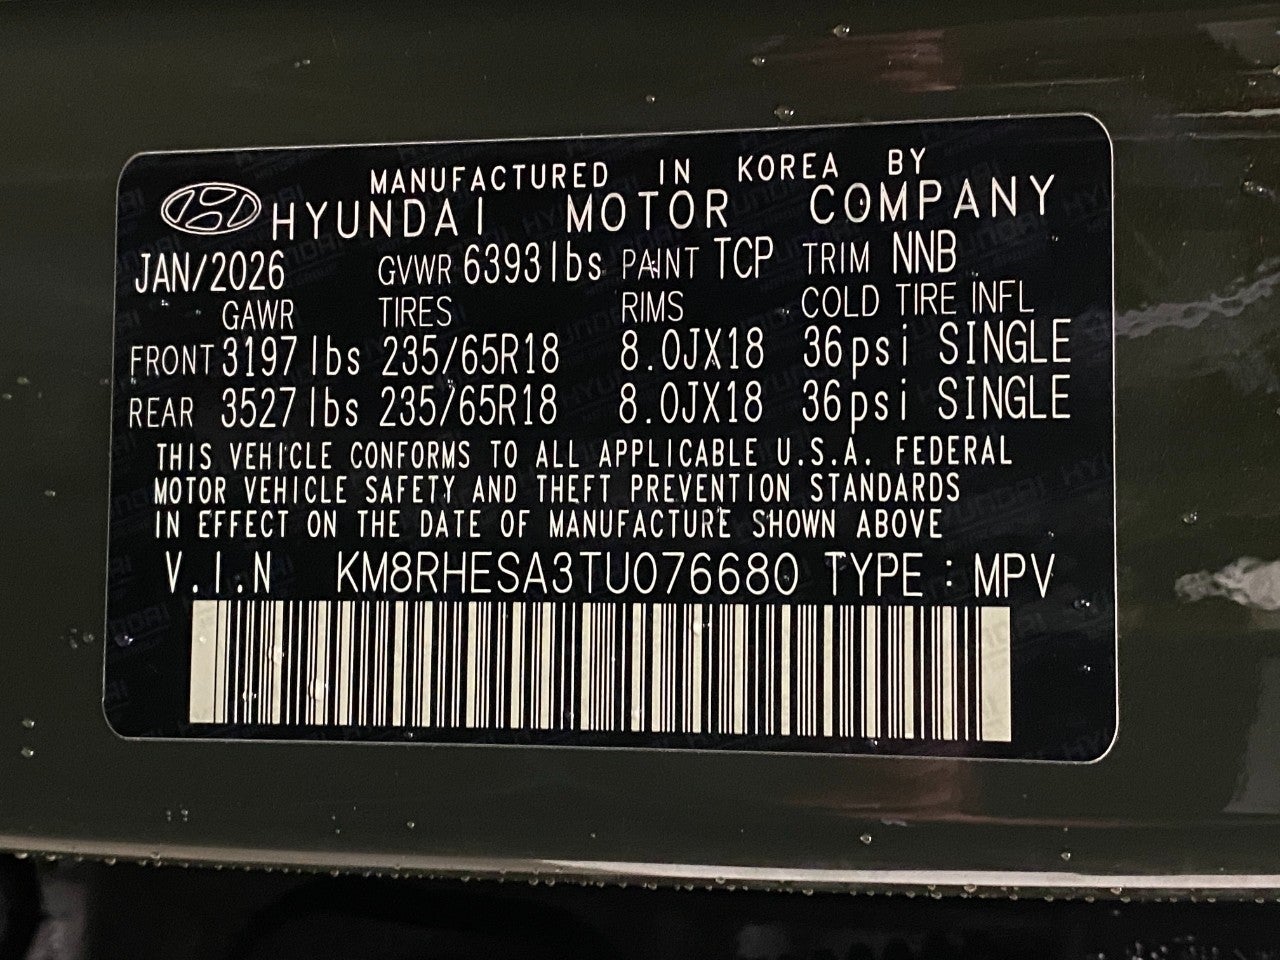 MANUFACTURED IN KOREA BY
HYUNDAI MOTOR COMPANY
JAN/2026 GVWR 6393lbs PAINT TCP TRIM NNB
GAWR TIRES RIMS COLD TIRE INFL
FRONT 3197lbs 235/65R18 8.0JX18 36psi SINGLE
REAR 3527lbs 235/65R18 8.0JX18 36psi SINGLE
THIS VEHICLE CONFORMS TO ALL APPLICABLE U.S.A. FEDERAL
MOTOR VEHICLE SAFETY AND THEFT PREVENTION STANDARDS
IN EFFECT ON THE DATE OF MANUFACTURE SHOWN ABOVE
V.I.N KM8RHESA3TU076680 TYPE : MPV